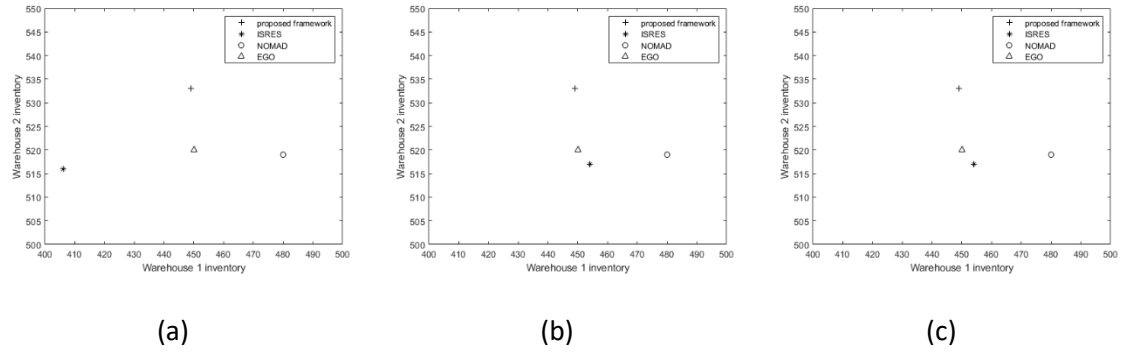 550
545
540
535
530
525
520
515
510
505
500
Warehouse 2 inventory
proposed framework
ISRES
NOMAD
EGO
400 410 420 430 440 450 460 470 480 490 500
Warehouse 1 inventory
(a)
550
545
540
535
530
525
520
515
510
505
500
Warehouse 2 inventory
proposed framework
ISRES
NOMAD
EGO
400 410 420 430 440 450 460 470 480 490 500
Warehouse 1 inventory
(b)
550
545
540
535
530
525
520
515
510
505
500
Warehouse 2 inventory
proposed framework
ISRES
NOMAD
EGO
400 410 420 430 440 450 460 470 480 490 500
Warehouse 1 inventory
(c)